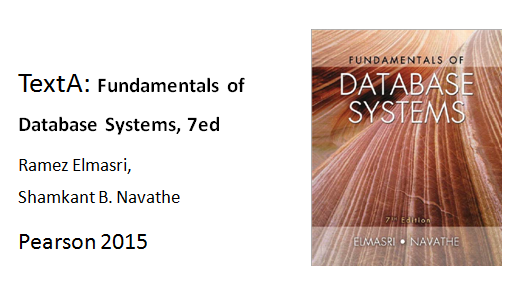 TextA: Fundamentals of
Database Systems, 7ed
Ramez Elmasri,
Shamkant B. Navathe
Pearson 2015
FUNDAMENTALS OF
DATABASE
SYSTEMS
7th Edition
ELMASRI • NAVATHE